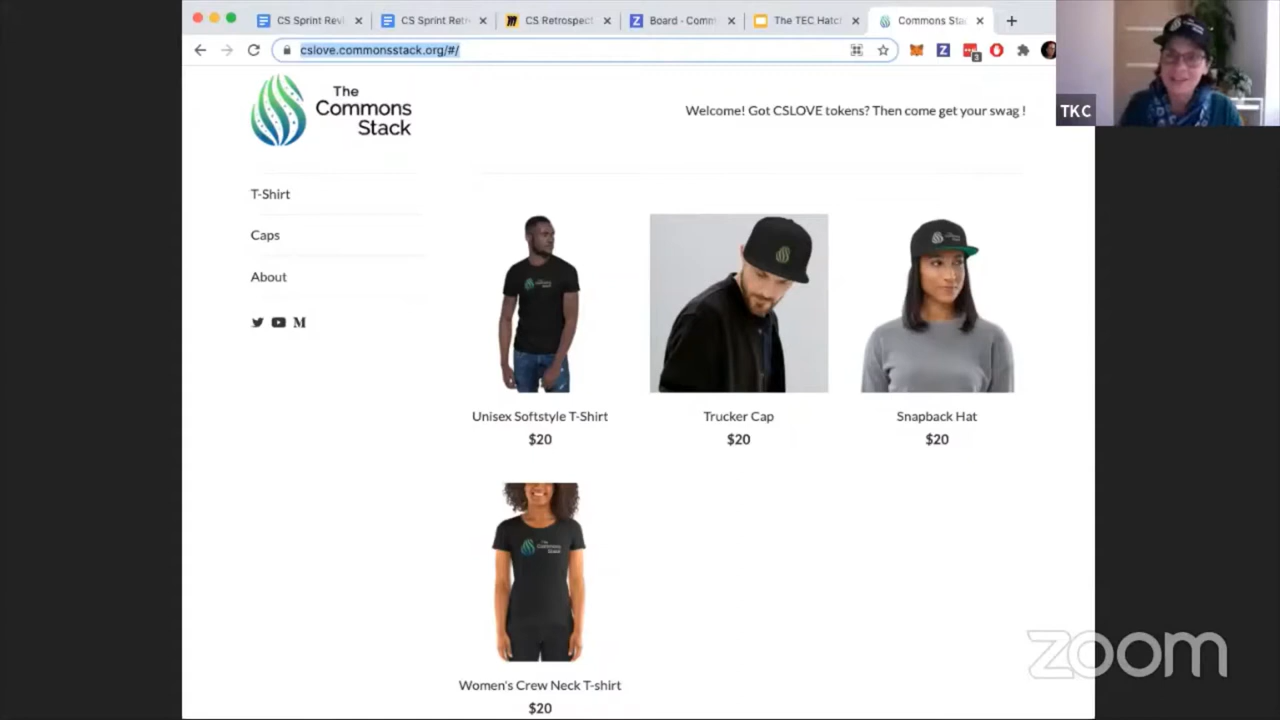 CS Sprint Revi
CS Sprint Retr
CS Retrospect
Board - Comm
The TEC Hatch
Commons Stac
cslove.commonsstack.org/#/
3
TKC
The
Commons
Stack
Welcome! Got CSLOVE tokens? Then come get your swag !
T-Shirt
Caps
About
Unisex Softstyle T-Shirt
$20
Trucker Cap
$20
Snapback Hat
$20
Women's Crew Neck T-shirt
$20
zoom